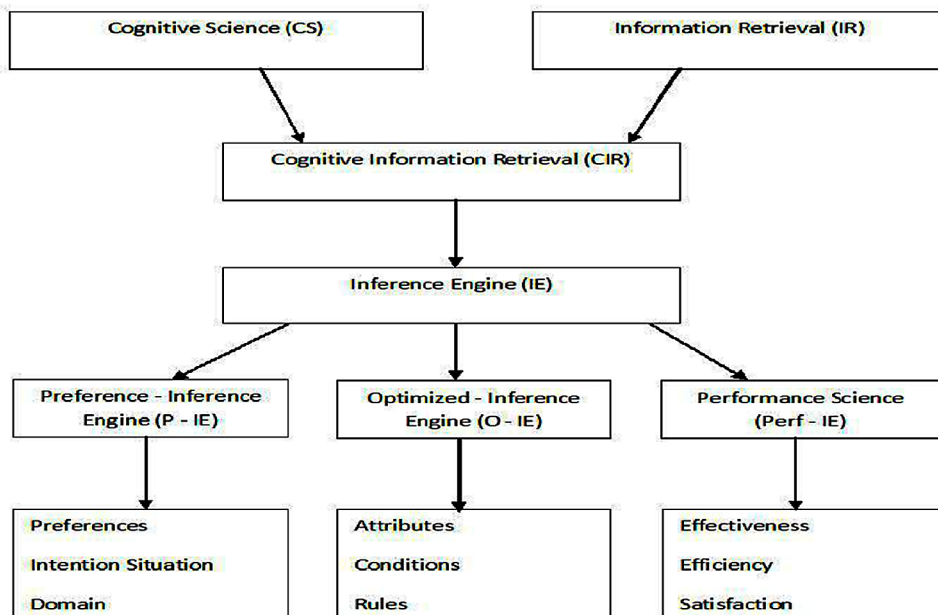 Cognitive Science (CS)
Information Retrieval (IR)
Cognitive Information Retrieval (CIR)
Inference Engine (IE)
Preference - Inference
Engine (P - IE)
Optimized - Inference
Engine (O - IE)
Performance Science
(Perf - IE)
Preferences
Intention Situation
Domain
Attributes
Conditions
Rules
Effectiveness
Efficiency
Satisfaction